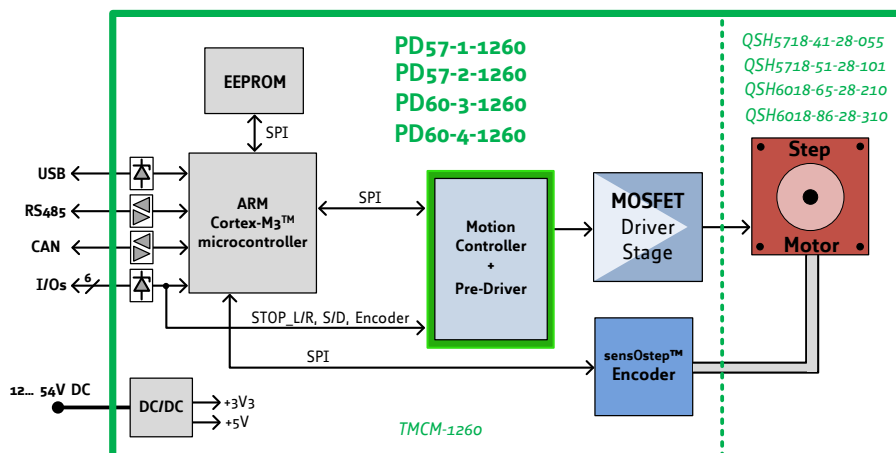 PD57-1-1260
PD57-2-1260
PD60-3-1260
PD60-4-1260
QSH5718-41-28-055
QSH5718-51-28-101
QSH6018-65-28-210
QSH6018-86-28-310
EEPROM
SPI
USB
RS485
CAN
I/Os
6
ARM
Cortex-M3™
microcontroller
SPI
Motion
Controller
+
Pre-Driver
MOSFET
Driver
Stage
Step
Motor
STOP_L/R, S/D, Encoder
SPI
sensOstep™
Encoder
12... 54V DC
DC/DC
+3V3
+5V
TMCM-1260